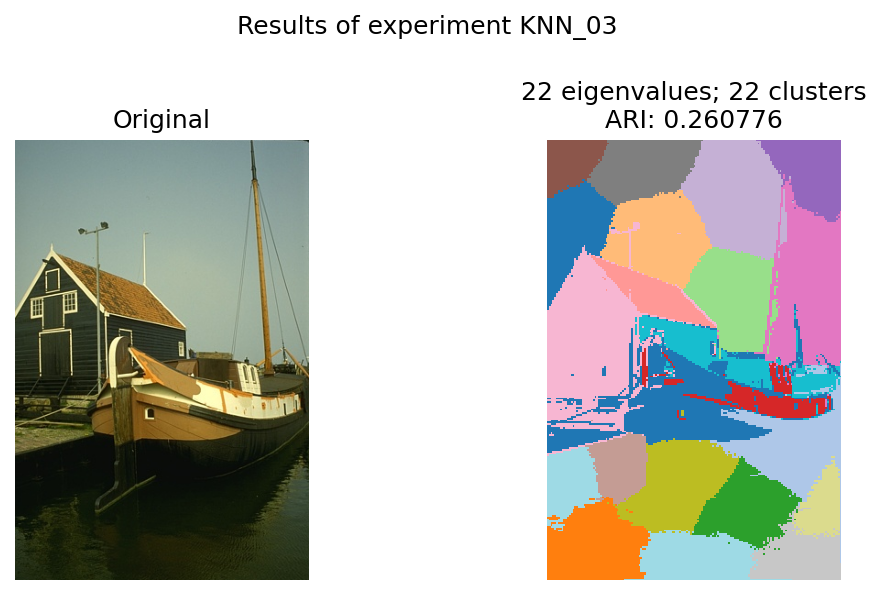 Results of experiment KNN_03
Original
22 eigenvalues; 22 clusters
ARI: 0.260776